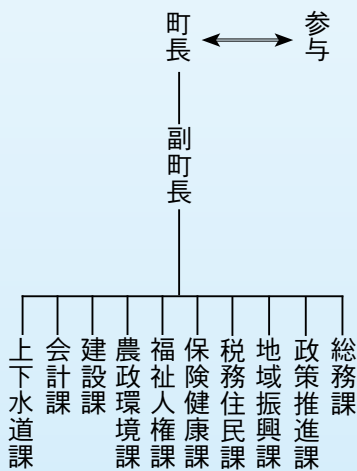 町長
参与
副町長
総務課
政策推進課
地域振興課
税務住民課
保険健康課
福祉人権課
農政環境課
建設課
会計課
上下水道課